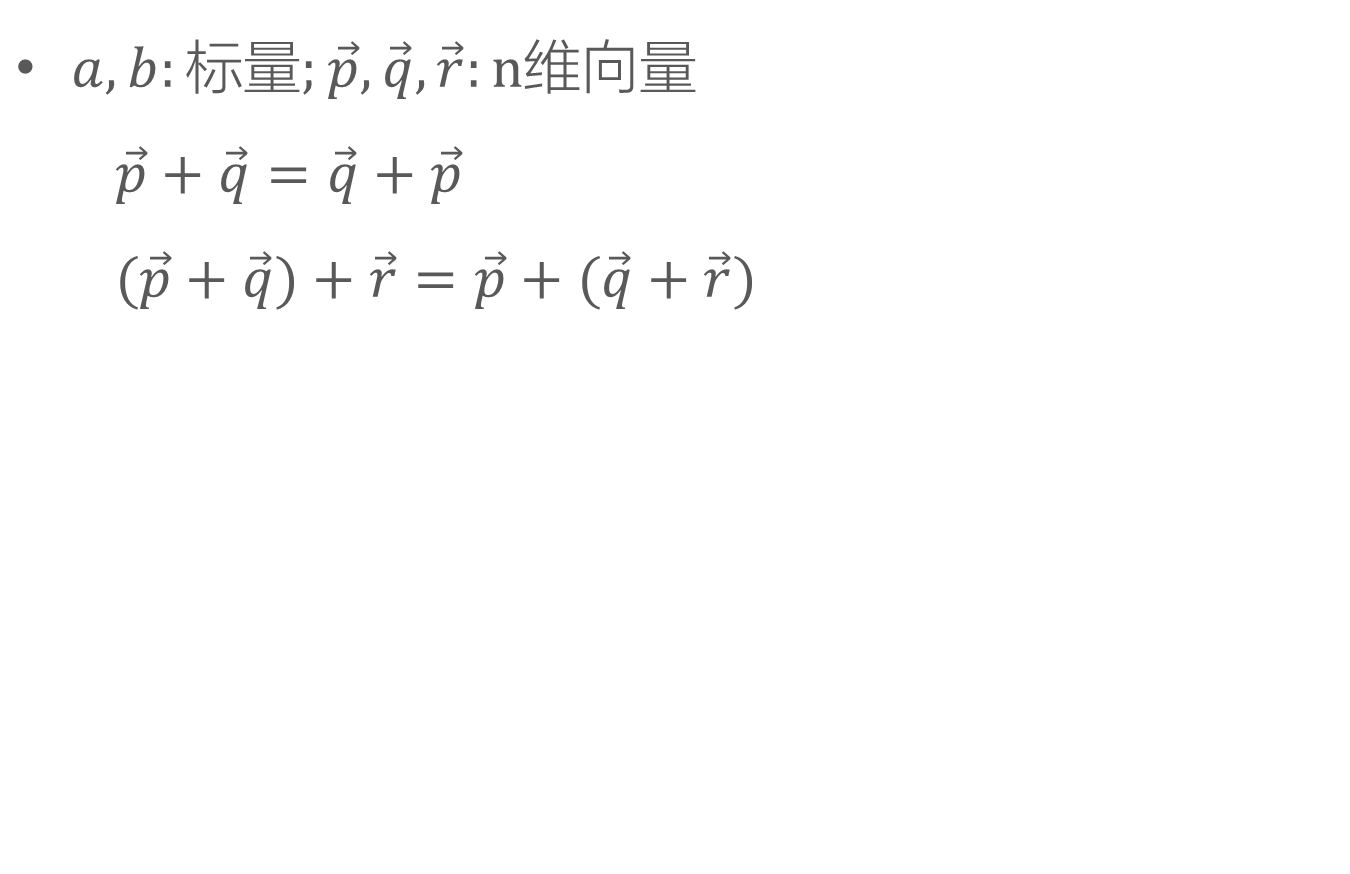 • a, b: 标量; p⃗, q⃗, r⃗: n维向量
p⃗ + q⃗ = q⃗ + p⃗
(p⃗ + q⃗) + r⃗ = p⃗ + (q⃗ + r⃗)